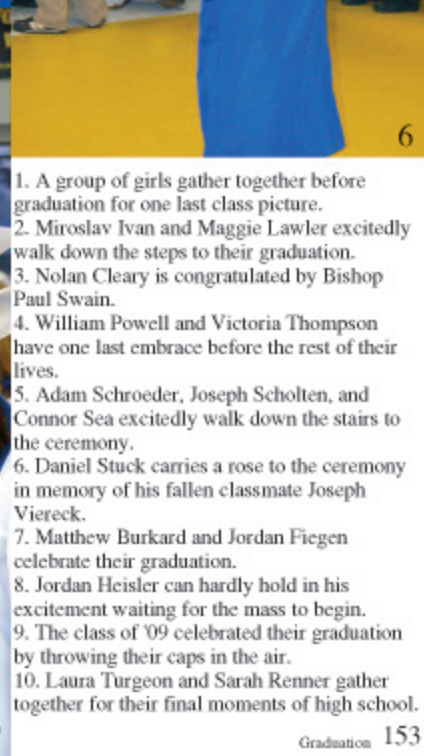 6
1. A group of girls gather together before
graduation for one last class picture.
2. Miroslav Ivan and Maggie Lawler excitedly
walk down the steps to their graduation.
3. Nolan Cleary is congratulated by Bishop
Paul Swain.
4. William Powell and Victoria Thompson
have one last embrace before the rest of their
lives.
5. Adam Schroeder, Joseph Scholten, and
Connor Sea excitedly walk down the stairs to
the ceremony.
6. Daniel Stuck carries a rose to the ceremony
in memory of his fallen classmate Joseph
Viereck.
7. Matthew Burkard and Jordan Fiegen
celebrate their graduation.
8. Jordan Heisler can hardly hold in his
excitement waiting for the mass to begin.
9. The class of '09 celebrated their graduation
by throwing their caps in the air.
10. Laura Turgeon and Sarah Renner gather
together for their final moments of high school.
Graduation 153